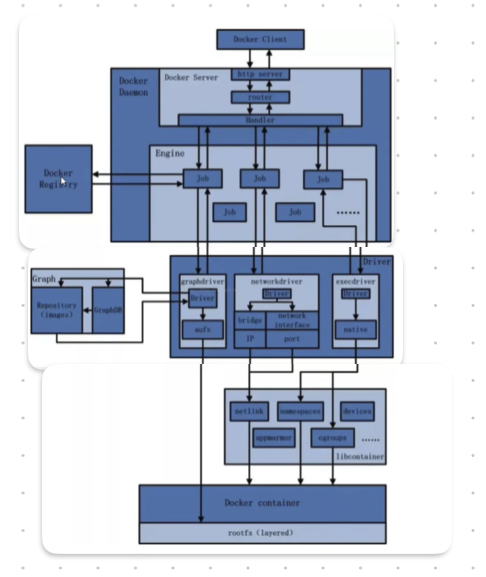 Docker Client
http server
Docker Server
Docker
Daemon
router
Handler
Engine
Docker
Registry
Job
Job
Job
Job
Job
......
Driver
Graph
graphdriver
networkdriver
execdriver
Driver
Driver
Driver
Repository
(images)
GraphDB
aufs
bridge
network
interface
native
IP
port
netlink
namespaces
devices
appmarmor
cgroups
......
libcontainer
Docker container
rootfs (layered)